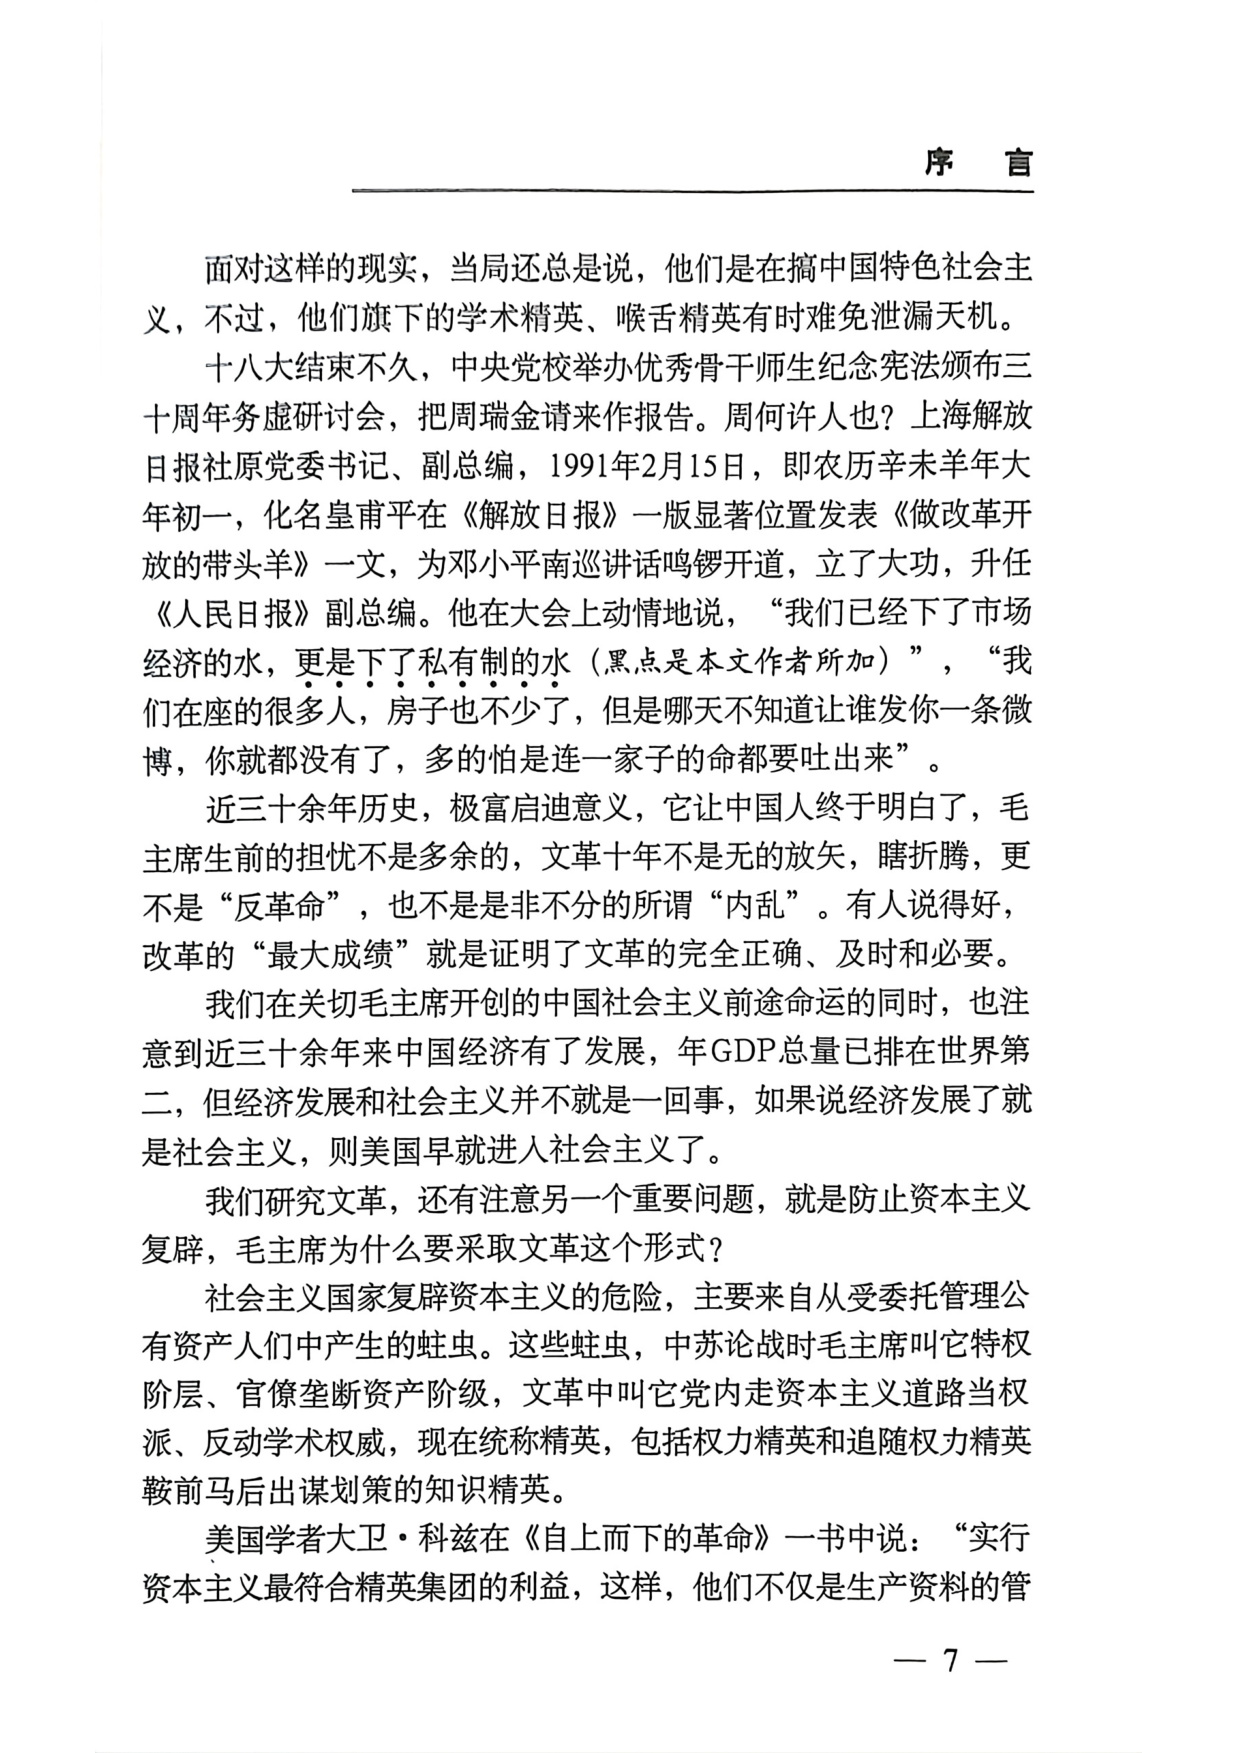 序 言
面对这样的现实，当局还总是说，他们是在搞中国特色社会主
义，不过，他们旗下的学术精英、喉舌精英有时难免泄漏天机。
十八大结束不久，中央党校举办优秀骨干师生纪念宪法颁布三
十周年务虚研讨会，把周瑞金请来作报告。周何许人也？上海解放
日报社原党委书记、副总编，1991年2月15日，即农历辛未羊年大
年初一，化名皇甫平在《解放日报》一版显著位置发表《做改革开
放的带头羊》一文，为邓小平南巡讲话鸣锣开道，立了大功，升任
《人民日报》副总编。他在大会上动情地说，“我们已经下了市场
经济的水，更是下了私有制的水（黑点是本文作者所加）”，“我
们在座的很多人，房子也不少了，但是哪天不知道让谁发你一条微
博，你就都没有了，多的怕是连一家子的命都要吐出来”。
近三十余年历史，极富启迪意义，它让中国人终于明白了，毛
主席生前的担忧不是多余的，文革十年不是无的放矢，瞎折腾，更
不是“反革命”，也不是是非不分的所谓“内乱”。有人说得好，
改革的“最大成绩”就是证明了文革的完全正确、及时和必要。
我们在关切毛主席开创的中国社会主义前途命运的同时，也注
意到近三十余年来中国经济有了发展，年GDP总量已排在世界第
二，但经济发展和社会主义并不就是一回事，如果说经济发展了就
是社会主义，则美国早就进入社会主义了。
我们研究文革，还有注意另一个重要问题，就是防止资本主义
复辟，毛主席为什么要采取文革这个形式？
社会主义国家复辟资本主义的危险，主要来自从受委托管理公
有资产人们中产生的蛀虫。这些蛀虫，中苏论战时毛主席叫它特权
阶层、官僚垄断资产阶级，文革中叫它党内走资本主义道路当权
派、反动学术权威，现在统称精英，包括权力精英和追随权力精英
鞍前马后出谋划策的知识精英。
美国学者大卫·科兹在《自上而下的革命》一书中说：“实行
资本主义最符合精英集团的利益，这样，他们不仅是生产资料的管
— 7 —